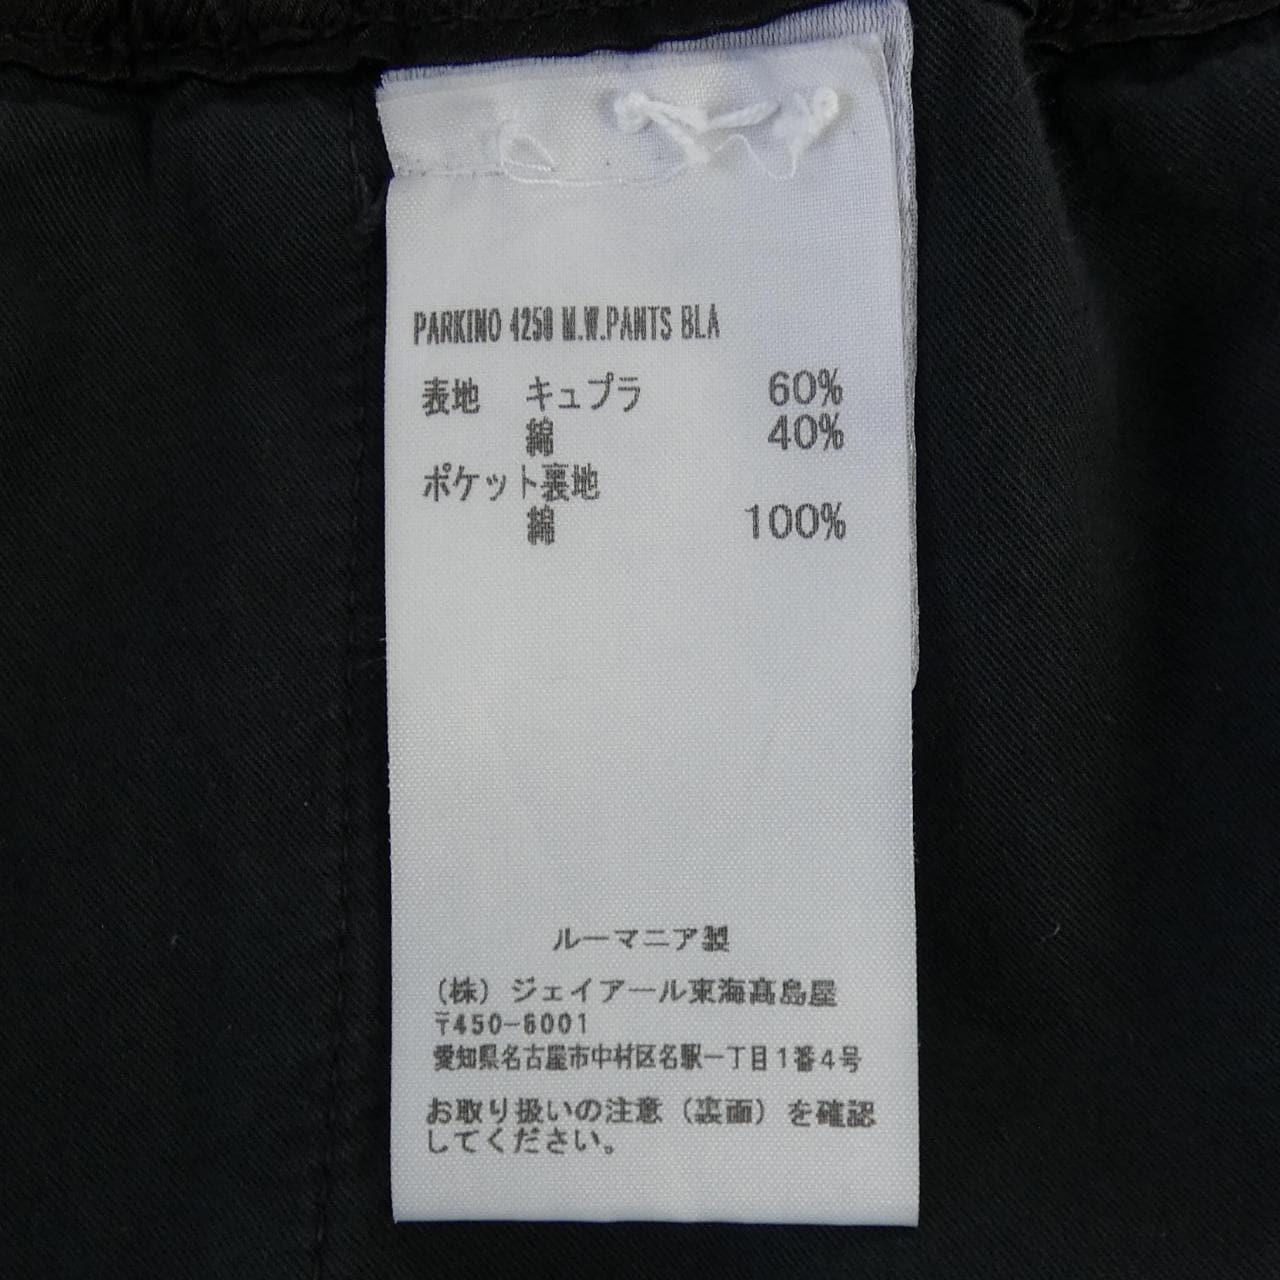 PARKINO 4250 M.W.PANTS BLA
表地 キュプラ 60%
綿 40%
ポケット裏地
綿 100%
ルーマニア製
（株）ジェイアール東海髙島屋
〒450-6001
愛知県名古屋市中村区名駅一丁目1番4号
お取り扱いの注意（裏面）を確認
してください。